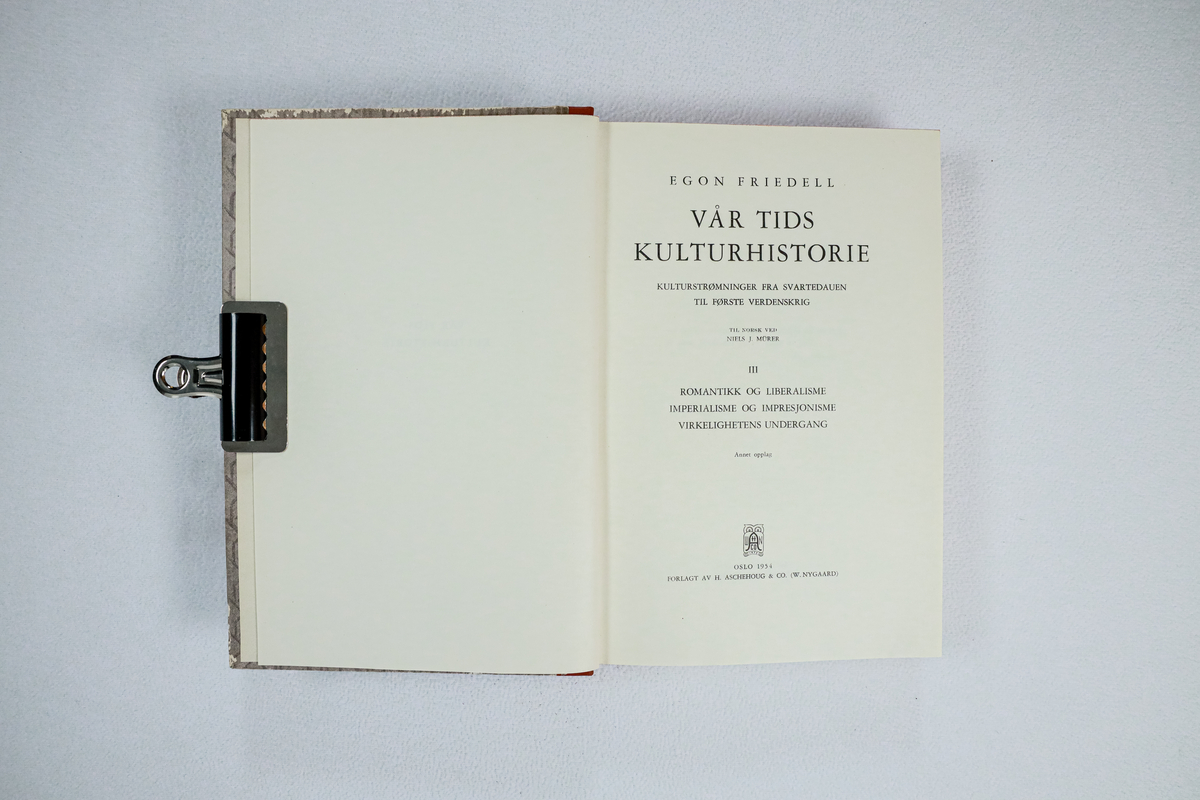 EGON FRIEDELL
VÅR TIDS
KULTURHISTORIE
KULTURSTRØMNINGER FRA SVARTEDAUEN
TIL FØRSTE VERDENSKRIG
TIL NORSK VED
NIELS J. MÜRER
III
ROMANTIKK OG LIBERALISME
IMPERIALISME OG IMPRESJONISME
VIRKELIGHETENS UNDERGANG
Annet opplag
OSLO 1954
FORLAGT AV H. ASCHEHOUG & CO. (W. NYGAARD)